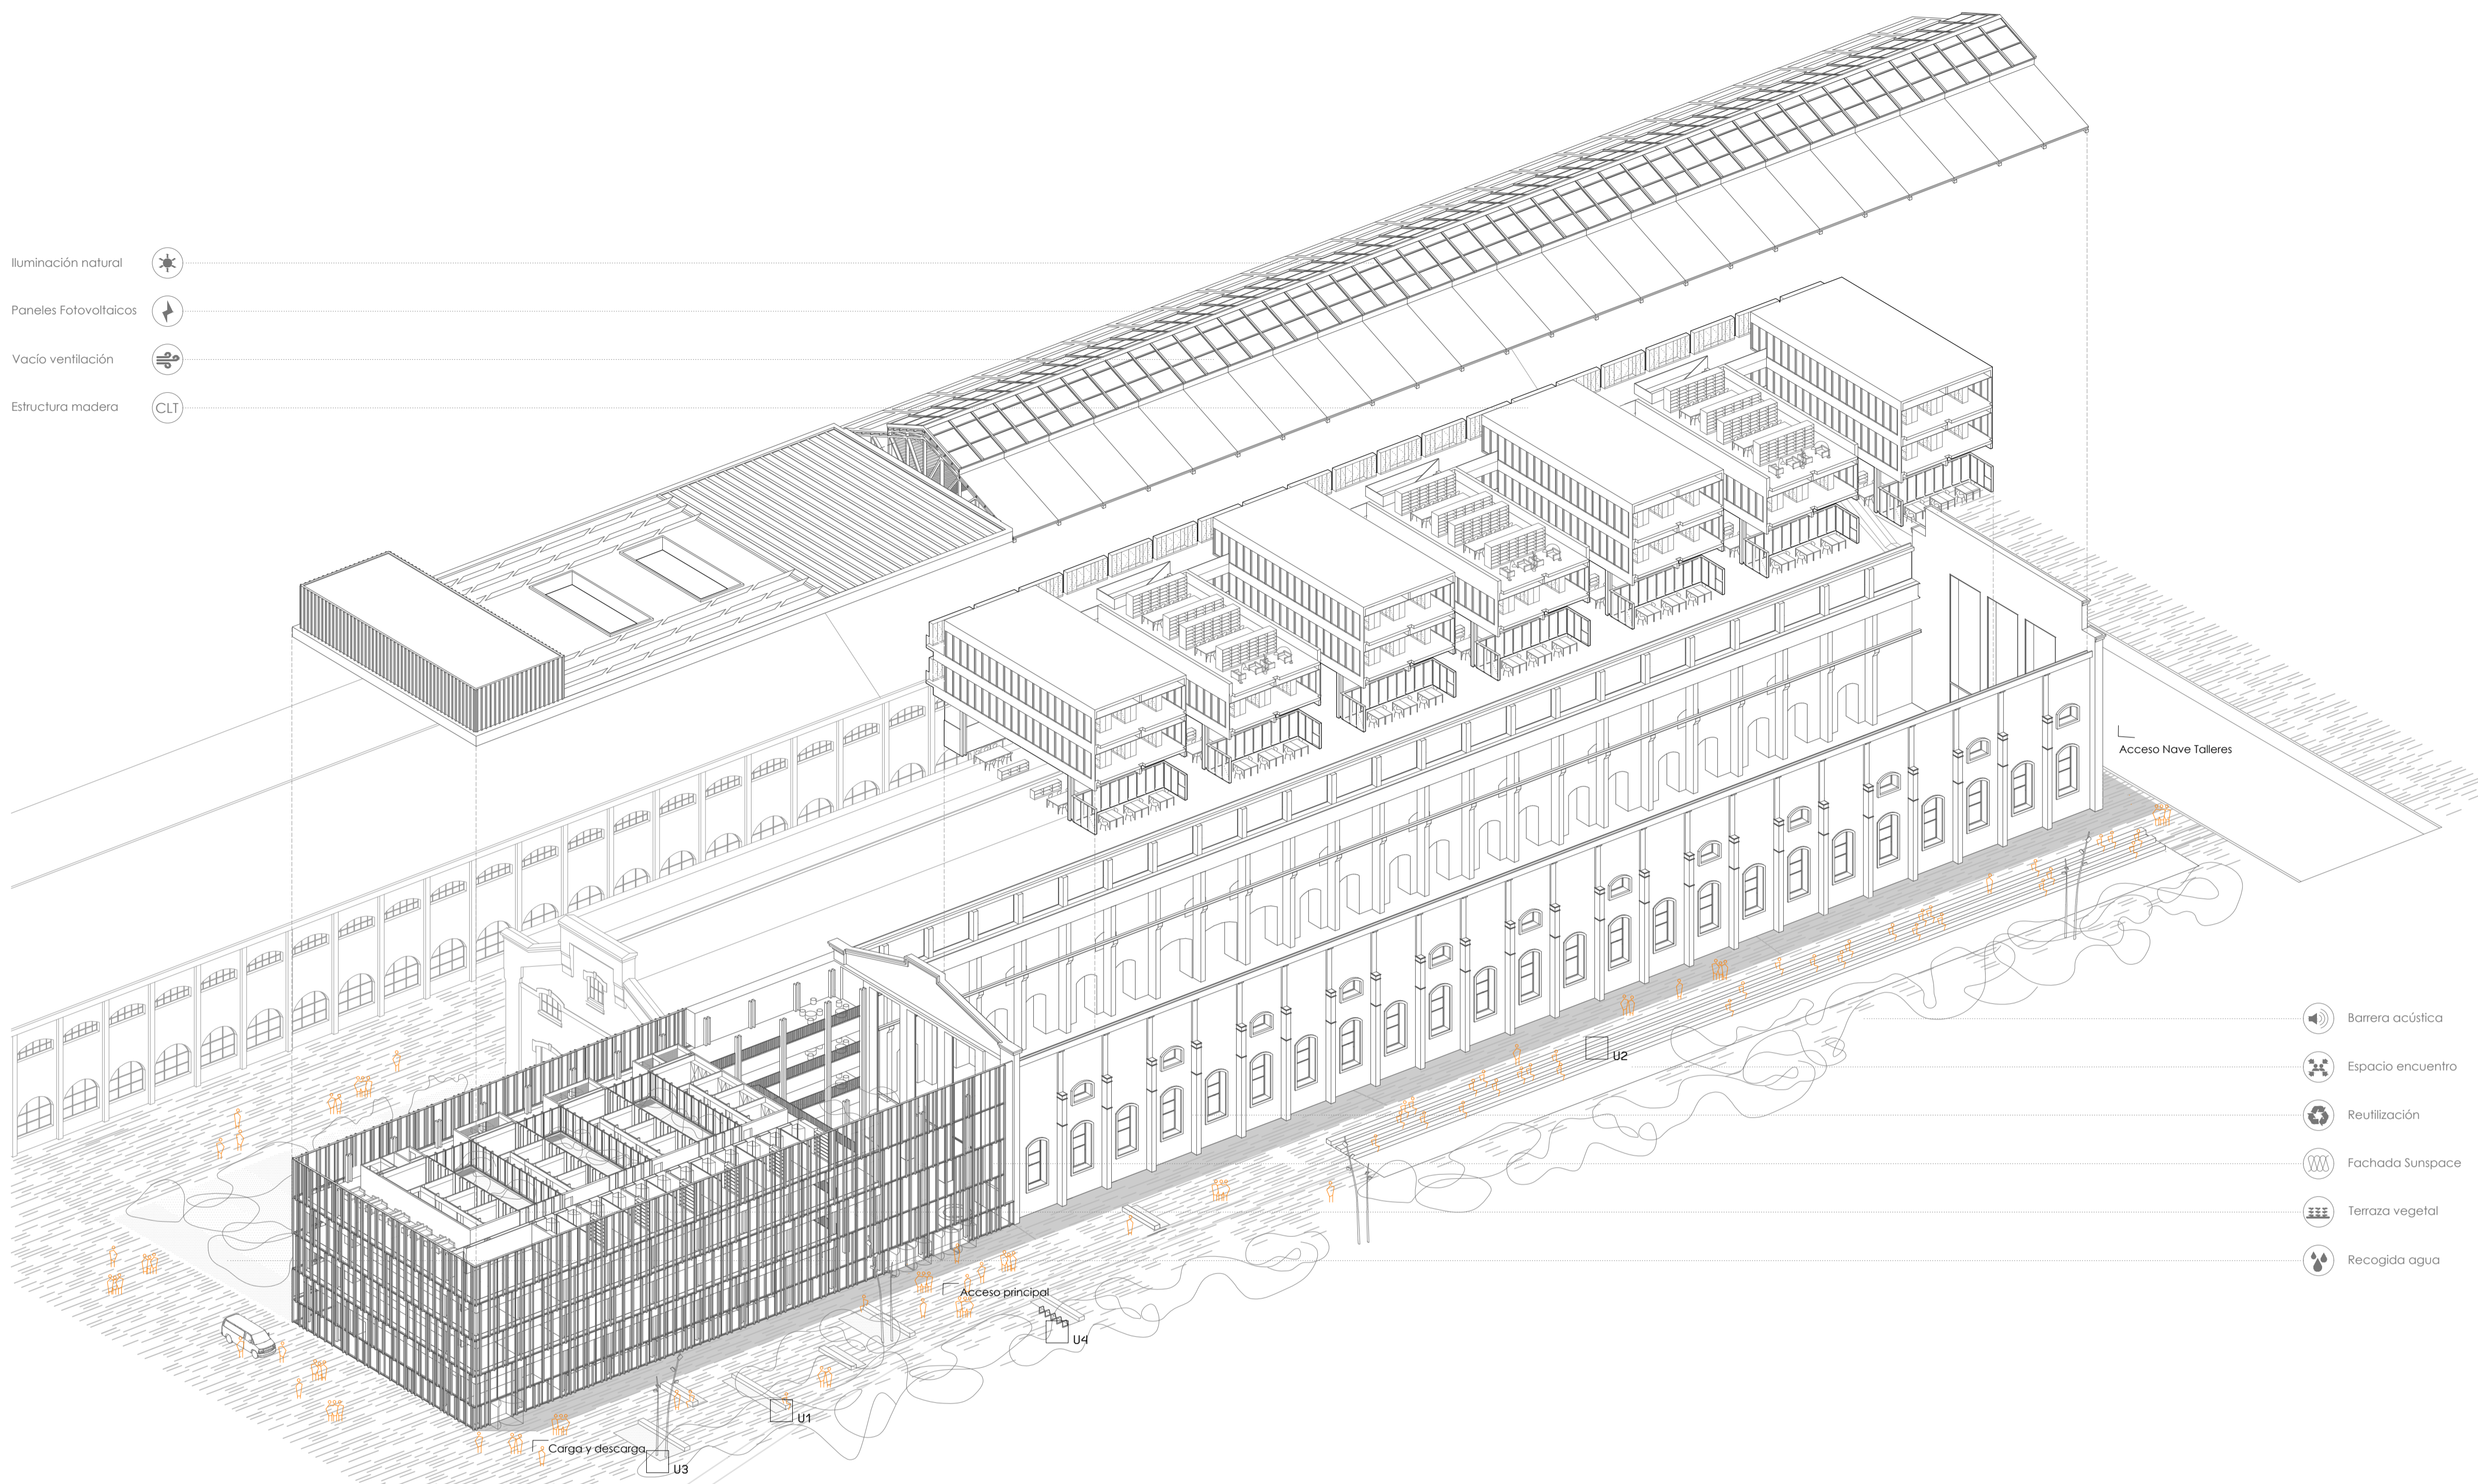 Iluminación natural
Paneles Fotovoltaicos
Vacío ventilación
Estructura madera
CLT
Acceso Nave Talleres
Barrera acústica
U2
Espacio encuentro
Reutilización
Fachada Sunspace
Terraza vegetal
Recogida agua
Acceso principal
U4
U1
Carga y descarga
U3